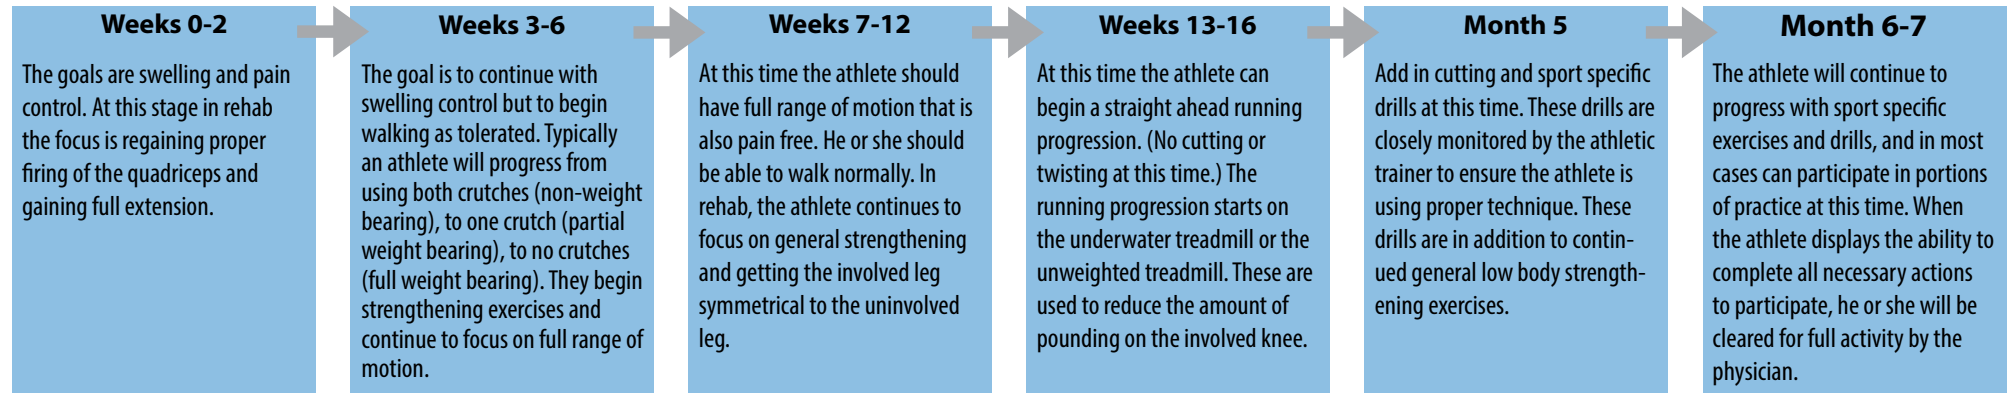 Weeks 0-2
The goals are swelling and pain
control. At this stage in rehab
the focus is regaining proper
firing of the quadriceps and
gaining full extension.
Weeks 3-6
The goal is to continue with
swelling control but to begin
walking as tolerated. Typically
an athlete will progress from
using both crutches (non-weight
bearing), to one crutch (partial
weight bearing), to no crutches
(full weight bearing). They begin
strengthening exercises and
continue to focus on full range of
motion.
Weeks 7-12
At this time the athlete should
have full range of motion that is
also pain free. He or she should
be able to walk normally. In
rehab, the athlete continues to
focus on general strengthening
and getting the involved leg
symmetrical to the uninvolved
leg.
Weeks 13-16
At this time the athlete can
begin a straight ahead running
progression. (No cutting or
twisting at this time.) The
running progression starts on
the underwater treadmill or the
unweighted treadmill. These are
used to reduce the amount of
pounding on the involved knee.
Month 5
Add in cutting and sport specific
drills at this time. These drills are
closely monitored by the athletic
trainer to ensure the athlete is
using proper technique. These
drills are in addition to contin-
ued general low body strength-
ening exercises.
Month 6-7
The athlete will continue to
progress with sport specific
exercises and drills, and in most
cases can participate in portions
of practice at this time. When
the athlete displays the ability to
complete all necessary actions
to participate, he or she will be
cleared for full activity by the
physician.